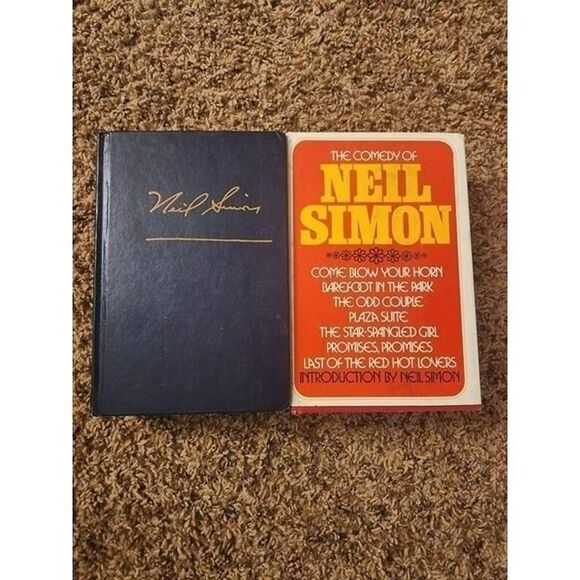 Neil Simon
THE COMEDY OF
NEIL
SIMON
COME BLOW YOUR HORN
BAREFOOT IN THE PARK
THE ODD COUPLE
PLAZA SUITE
THE STAR-SPANGLED GIRL
PROMISES, PROMISES
LAST OF THE RED HOT LOVERS
INTRODUCTION BY NEIL SIMON